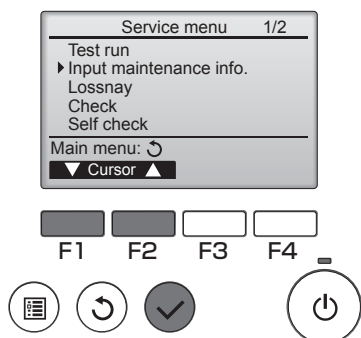 Service menu 1/2
Test run
Input maintenance info.
Lossnay
Check
Self check
Main menu:
▼ Cursor ▲
F1 F2 F3 F4